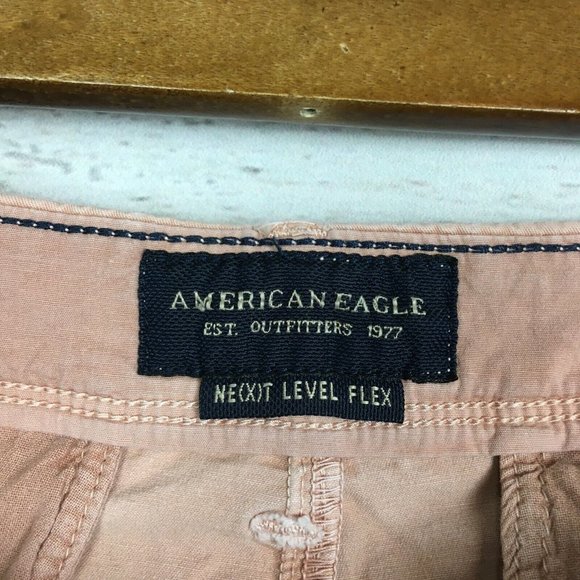 AMERICAN EAGLE
EST. OUTFITTERS 1977
NE(X)T LEVEL FLEX